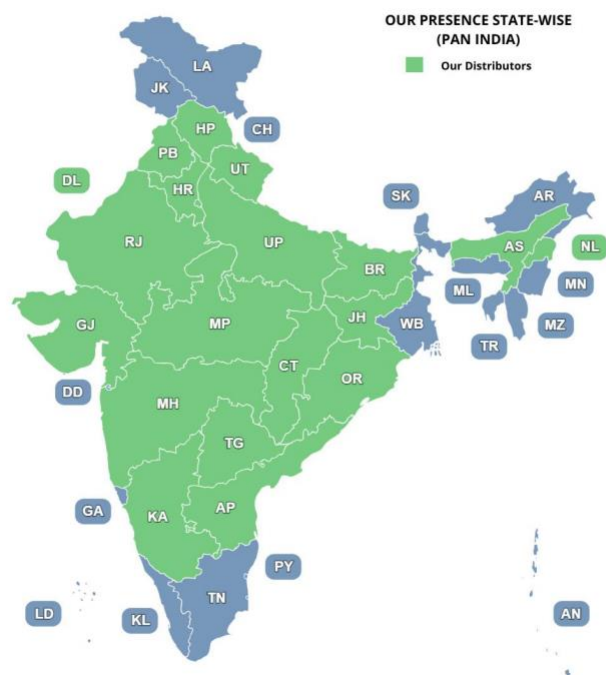 OUR PRESENCE STATE-WISE
(PAN INDIA)
Our Distributors
LA
JK
HP
CH
PB
UT
DL
HR
SK
AR
RJ
UP
AS
NL
BR
ML
MN
GJ
MP
JH
WB
MZ
TR
CT
OR
DD
MH
TG
GA
KA
AP
PY
TN
LD
KL
AN